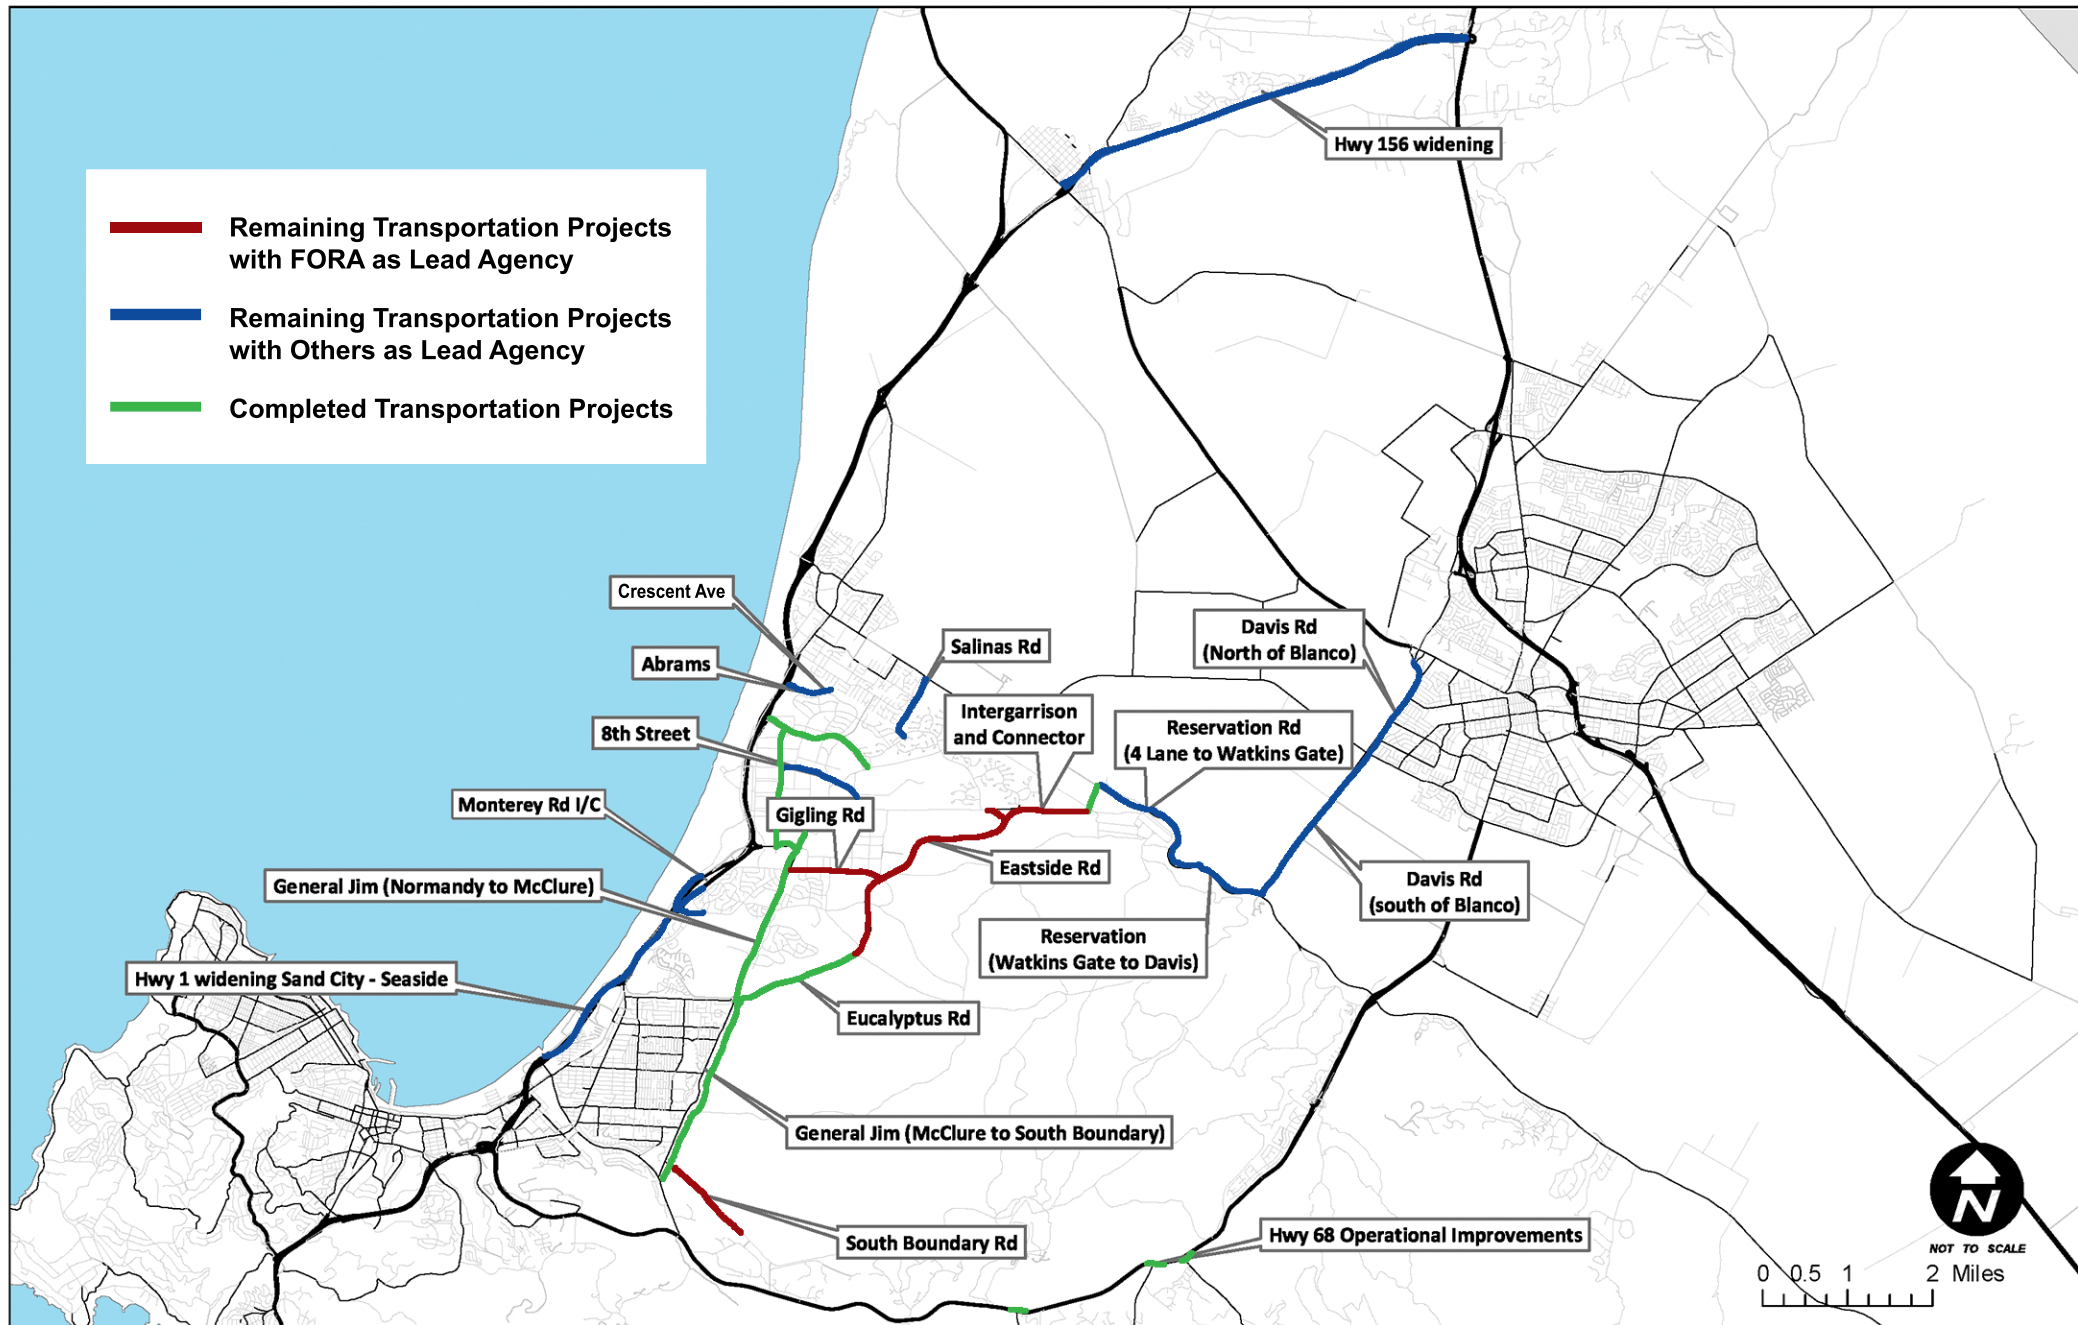 Remaining Transportation Projects
with FORA as Lead Agency
Remaining Transportation Projects
with Others as Lead Agency
Completed Transportation Projects
Hwy 156 widening
Crescent Ave
Abrams
Salinas Rd
Davis Rd
(North of Blanco)
8th Street
Intergarrison
and Connector
Reservation Rd
(4 Lane to Watkins Gate)
Monterey Rd I/C
Gigling Rd
General Jim (Normandy to McClure)
Eastside Rd
Davis Rd
(south of Blanco)
Reservation
(Watkins Gate to Davis)
Hwy 1 widening Sand City - Seaside
Eucalyptus Rd
General Jim (McClure to South Boundary)
South Boundary Rd
Hwy 68 Operational Improvements
N
NOT TO SCALE
0 0.5 1 2 Miles